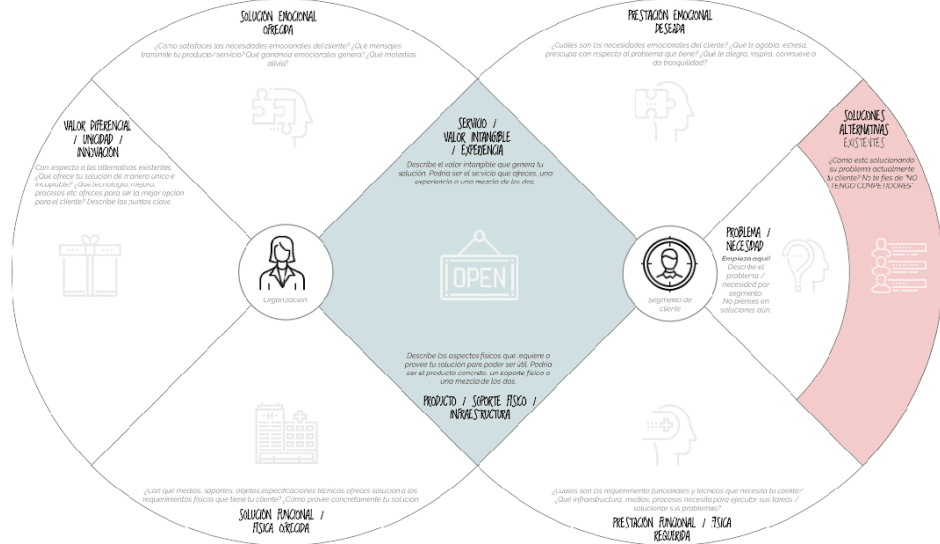 SOLUCIÓN EMOCIONAL
OFRECIDA
¿Cómo satisfaces las necesidades emocionales del cliente? ¿Qué mensajes
transmite tu producto/servicio? Qué ganancia emocionales genera? ¿Qué molestias
alivia?
PRESTACIÓN EMOCIONAL
DESEADA
¿Cuáles son las necesidades emocionales del cliente? ¿Qué le agobia, estresa,
preocupa con respecto al problema que tiene? ¿Qué le alegra, inspira, conmueve o
da tranquilidad?
VALOR DIFERENCIAL
/ UNICIDAD /
INNOVACIÓN
Con respecto a las alternativas existentes,
¿Qué ofrece tu solución de manera única e
incopiable? ¿Qué tecnología, mejora,
procesos etc ofreces para ser la mejor opción
para el cliente? Describe los puntos clave
SERVICIO /
VALOR INTANGIBLE
/ EXPERIENCIA
Describe el valor intangible que genera tu
solución. Podría ser el servicio que ofreces, una
experiencia o una mezcla de los dos.
SOLUCIONES
ALTERNATIVAS
EXISTENTES
¿Cómo está solucionando
su problema actualmente
tu cliente? No te fíes de "NO
TENGO COMPETIDORES"
PROBLEMA /
NECESIDAD
Empieza aquí!
Describe el
problema /
necesidad por
segmento.
No pienses en
soluciones aún.
OPEN
Organización
Segmento de
cliente
Describe los aspectos físicos que requiere o
provee tu solución para poder ser útil. Podría
ser el producto concreto, un soporte físico o
una mezcla de los dos.
PRODUCTO / SOPORTE FÍSICO /
INFRAESTRUCTURA
H
¿Con qué medios, soportes, objetos,especificaciones técnicas ofreces solución a los
requerimientos físicos que tiene tu cliente? ¿Cómo provee concretamente tu solución
SOLUCIÓN FUNCIONAL /
FÍSICA OFRECIDA
¿Cuáles son los requerimiento funcionales y técnicos que necesita tu cliente/
¿Qué infraestructura, medios, procesos necesita para ejecutar sus tareas /
solucionar sus problemas?
PRESTACIÓN FUNCIONAL / FÍSICA
REQUERIDA